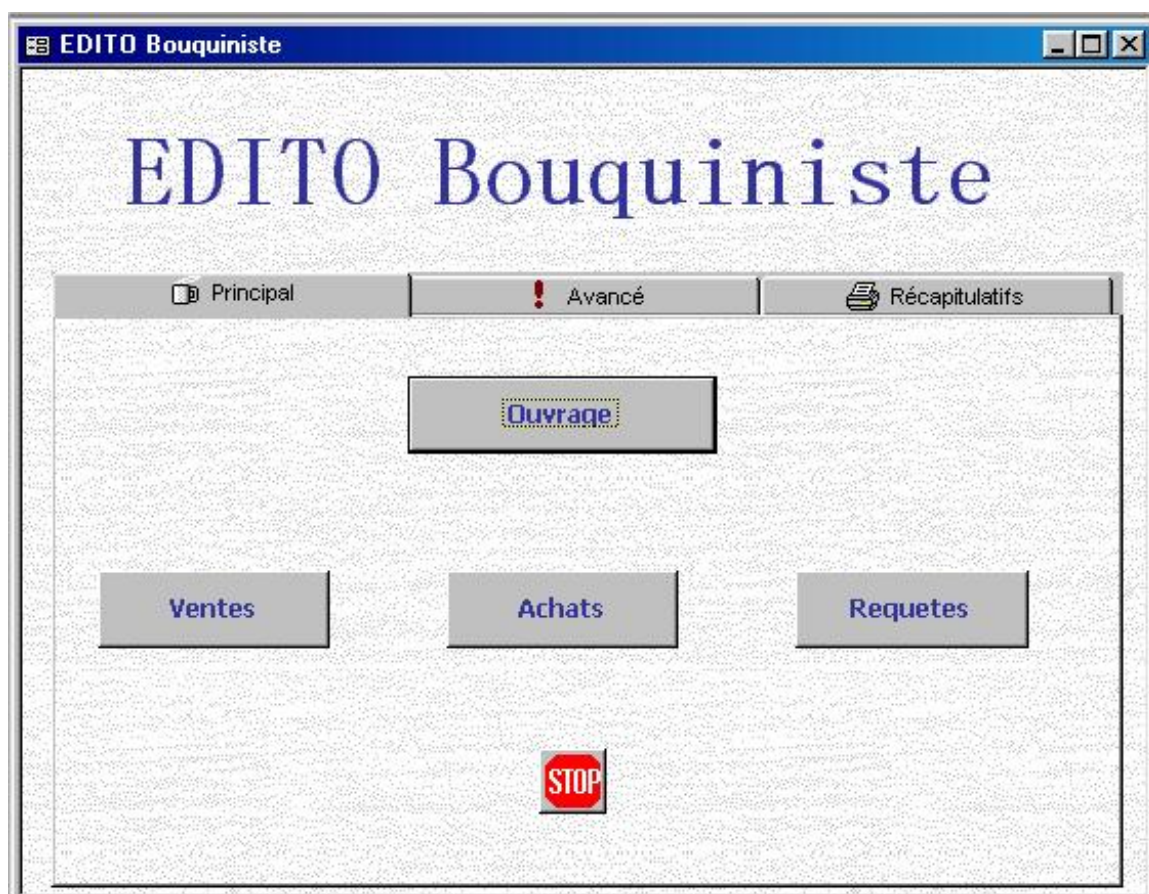 EDITO Bouquiniste
EDITO Bouquiniste
Principal
Avancé
Récapitulatifs
Ouvrage
Ventes
Achats
Requetes
STOP